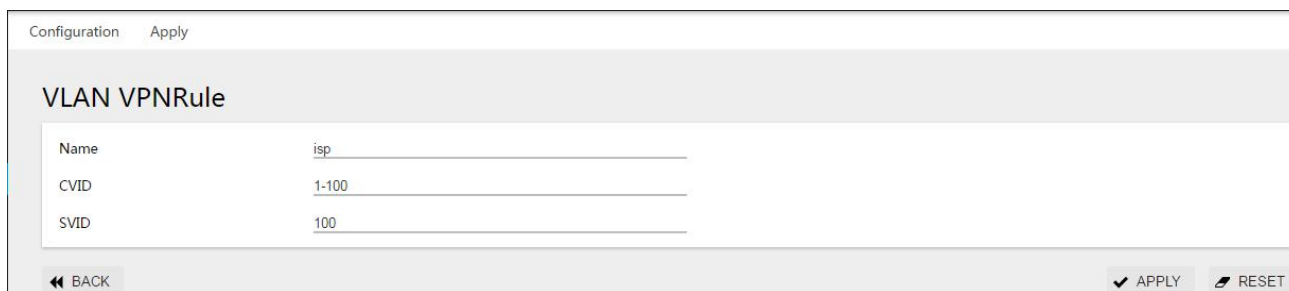 Configuration Apply
VLAN VPNRule
Name isp
CVID 1-100
SVID 100
BACK APPLY RESET